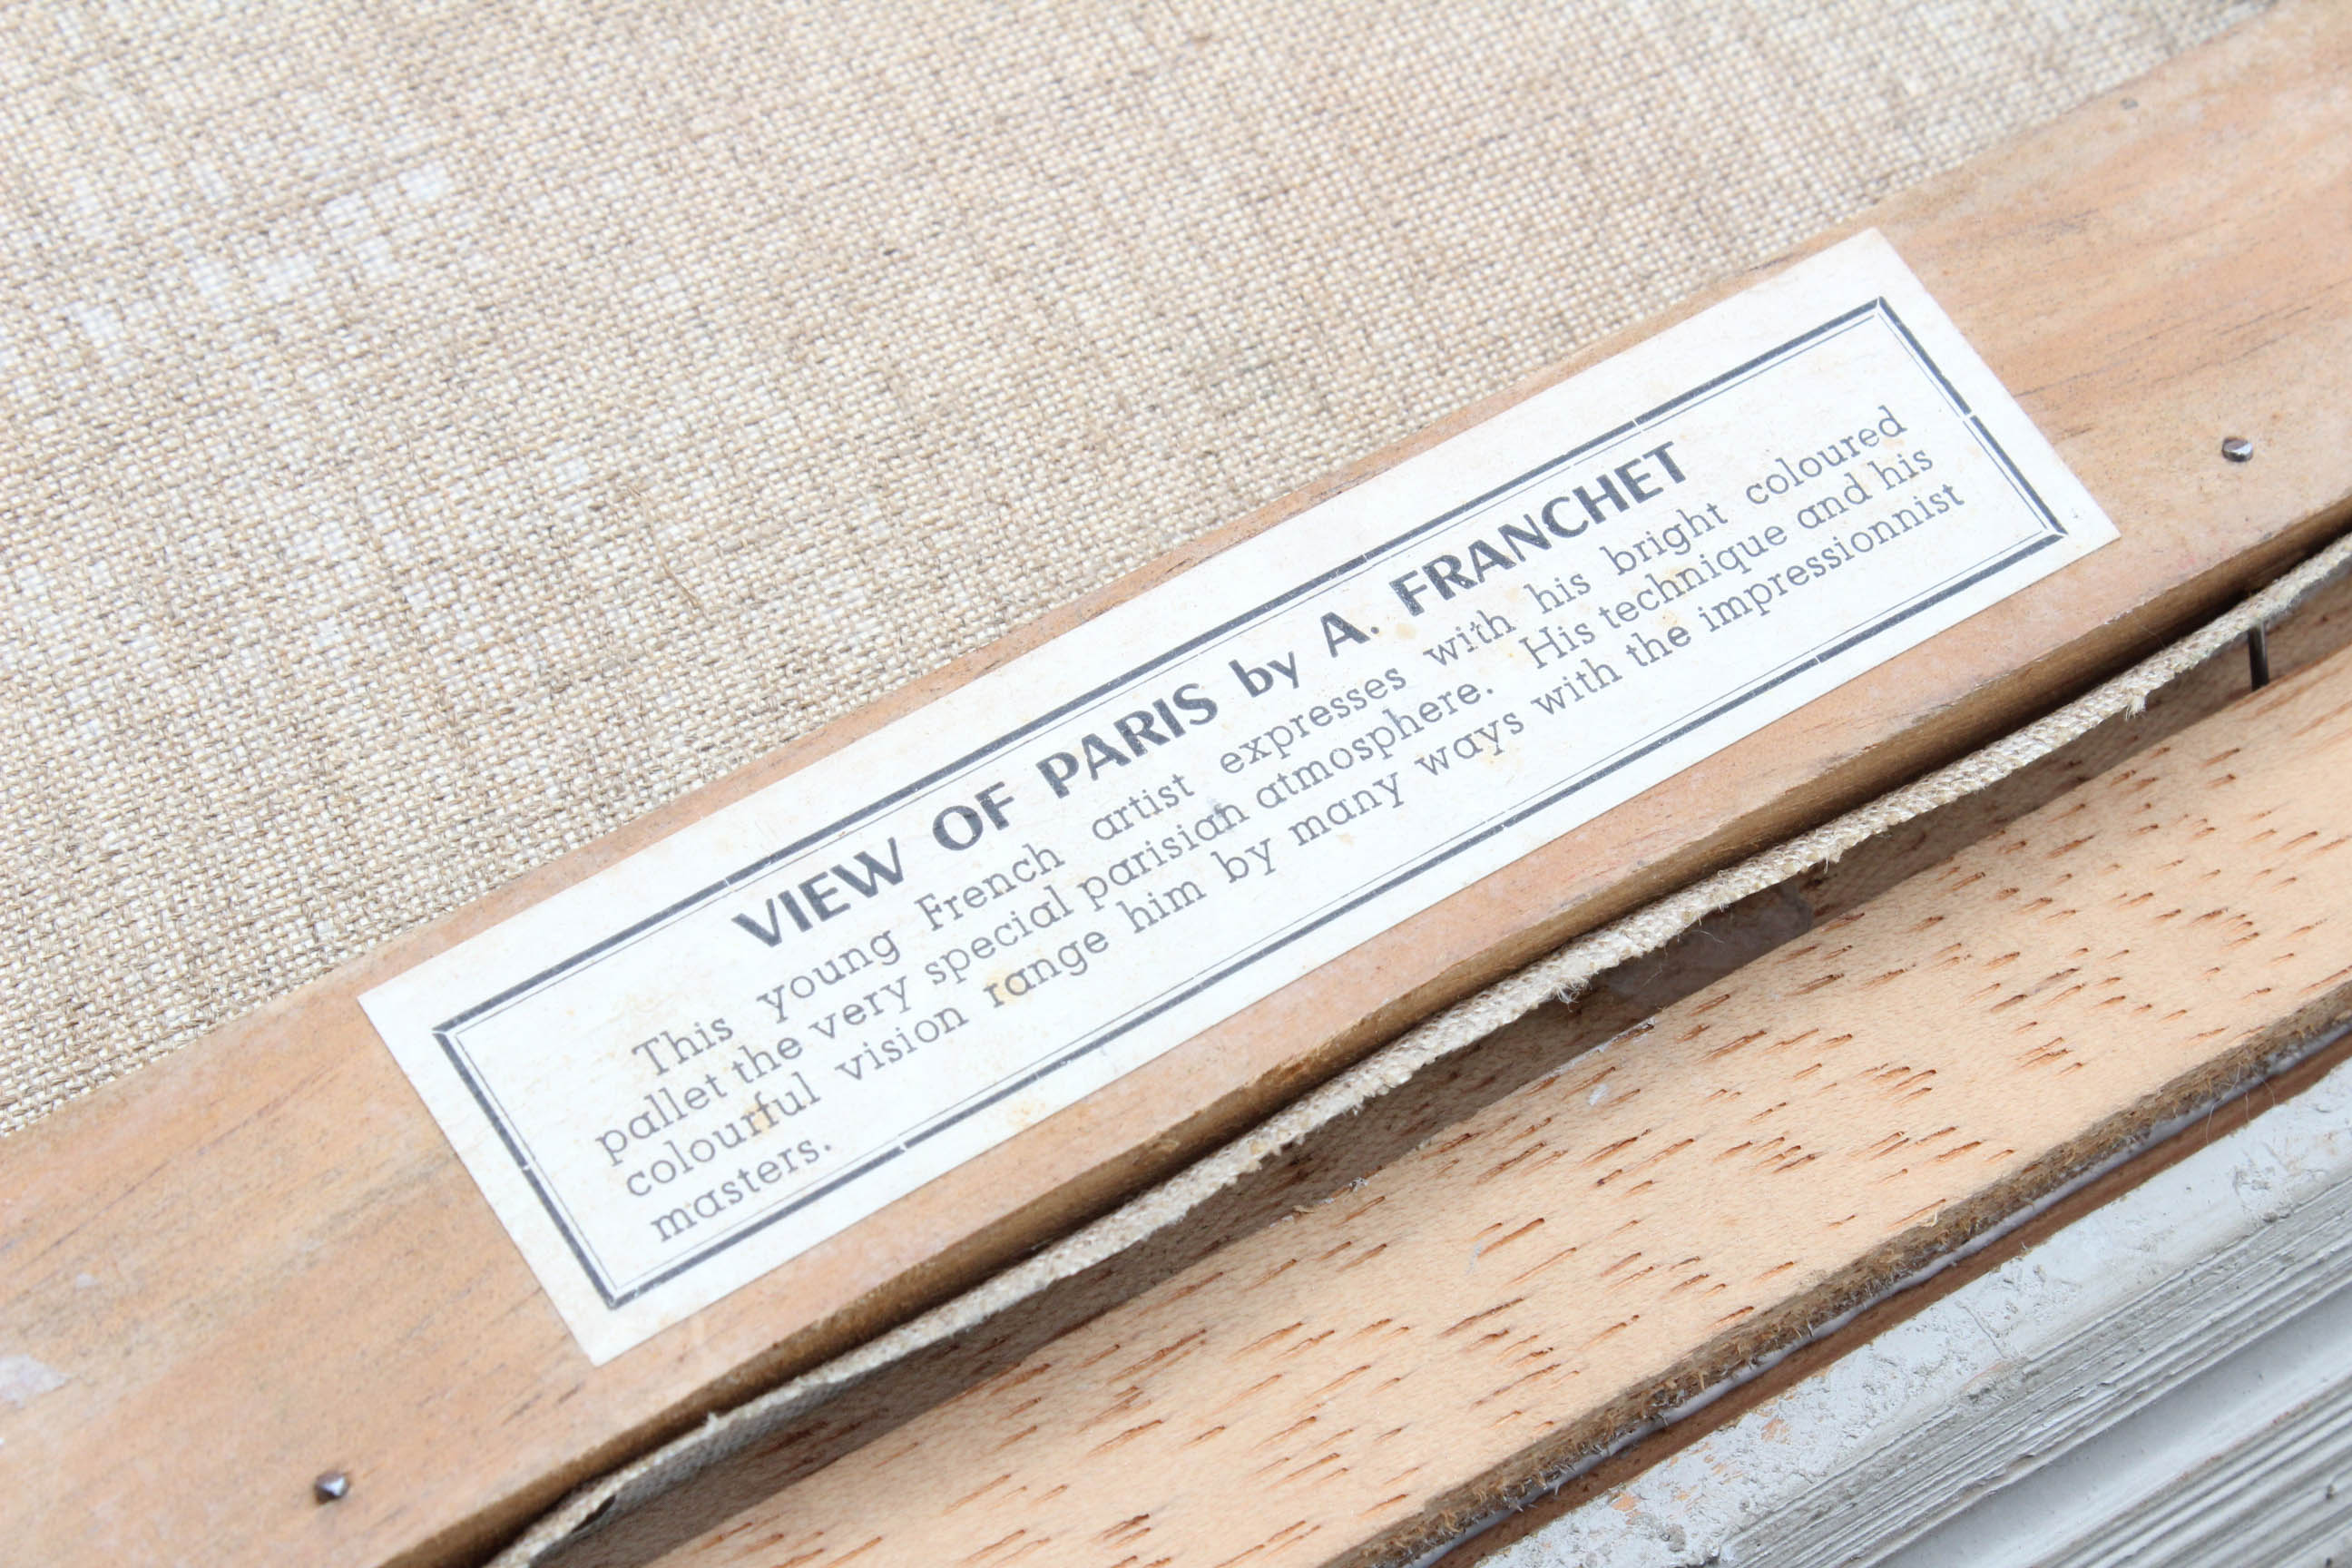 VIEW OF PARIS by A. FRANCHET
This young French artist expresses with his bright coloured
pallet the very special parisian atmosphere. His technique and his
colourful vision range him by many ways with the impressionnist
masters.